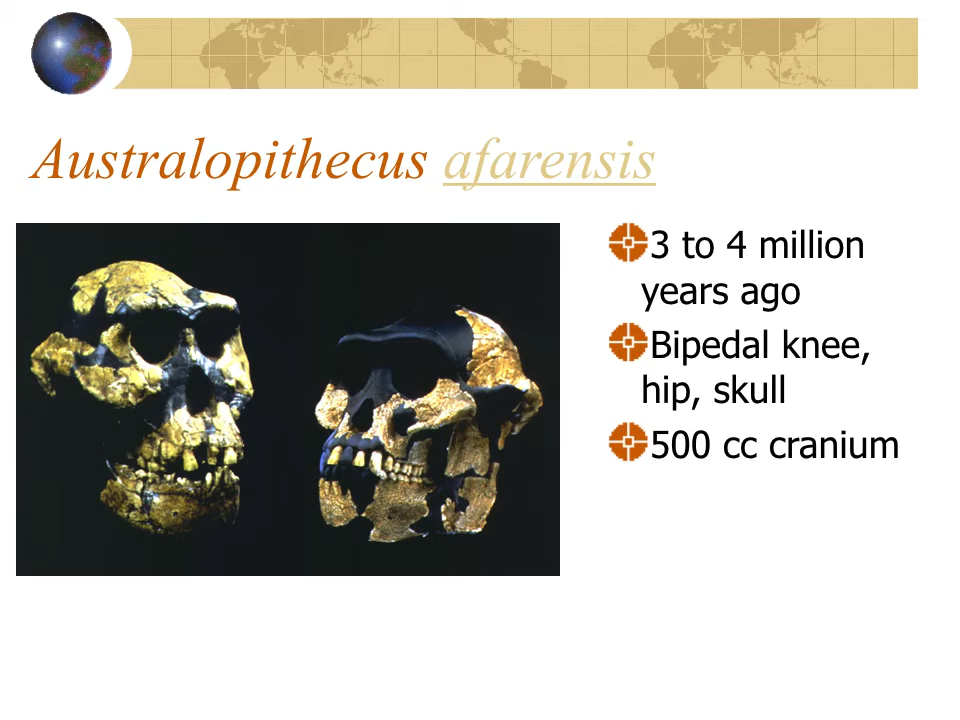 Australopithecus afarensis
3 to 4 million
years ago
Bipedal knee,
hip, skull
500 cc cranium